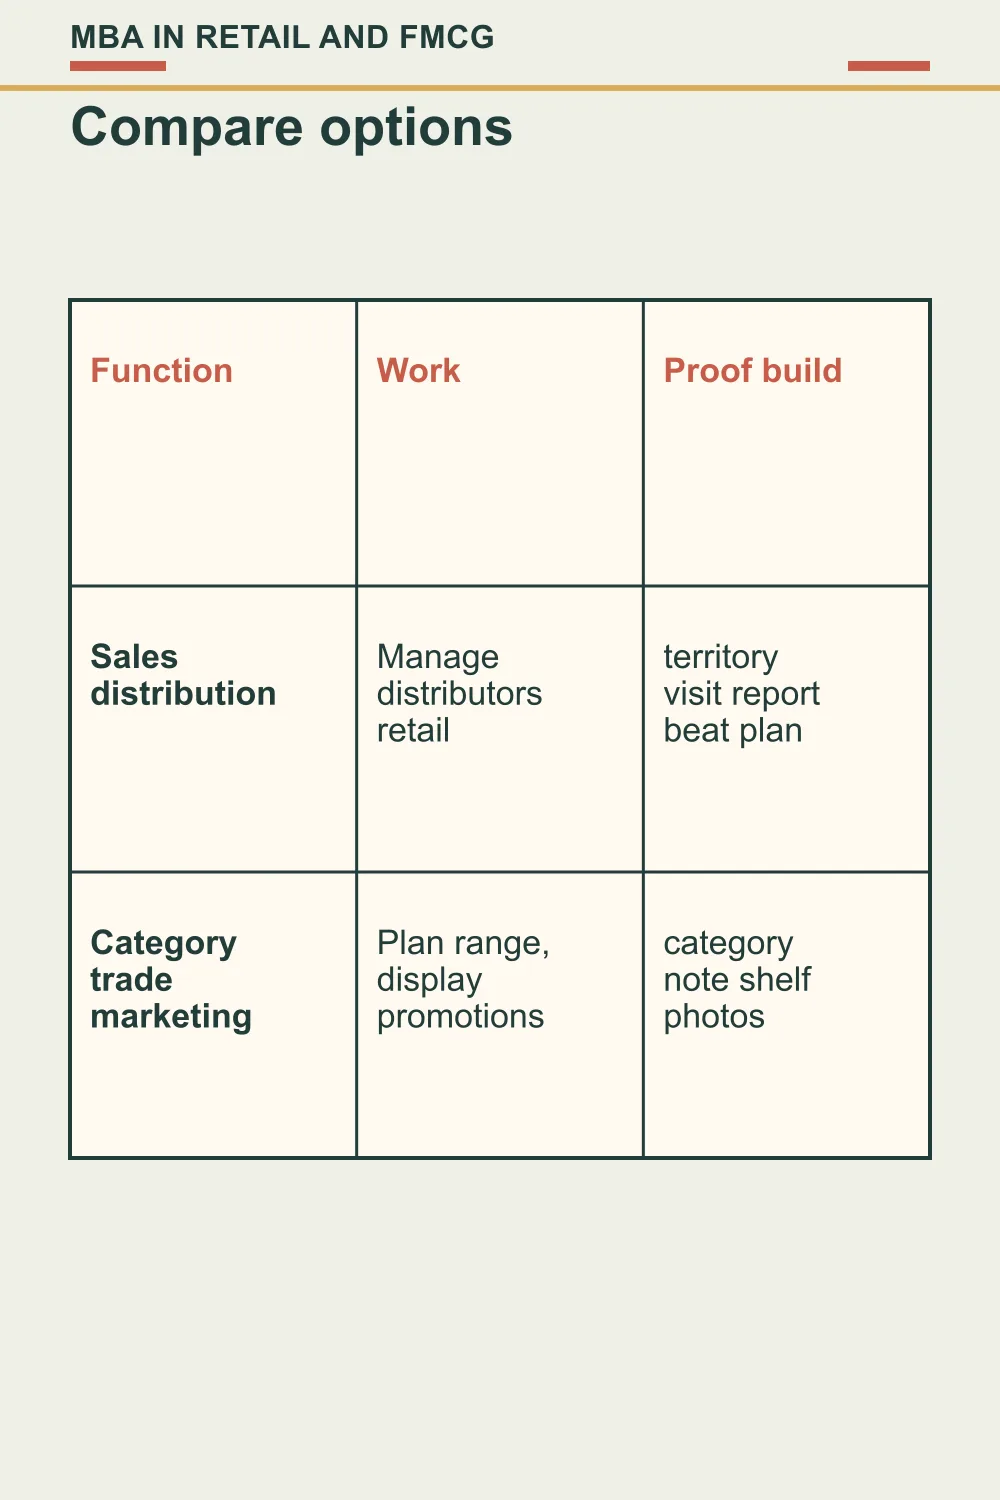 MBA IN RETAIL AND FMCG
Compare options
Function
Work
Proof build
Sales
distribution
Manage
distributors
retail
territory
visit report
beat plan
Category
trade
marketing
Plan range,
display
promotions
category
note shelf
photos